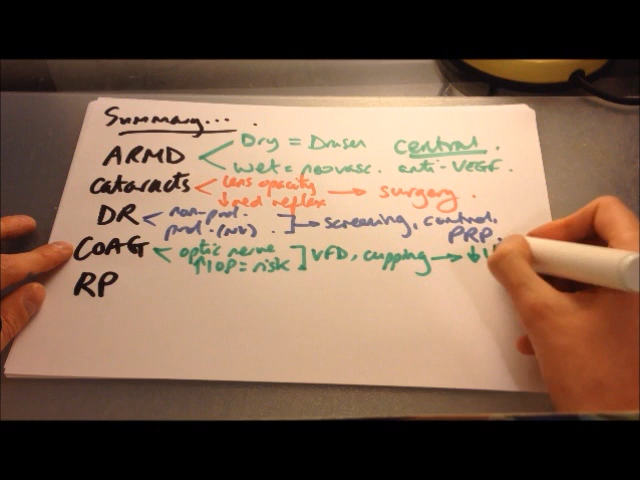 Summary... .
ARMD < Dry = Drusen central.
wet = neovasc. anti-VEGF.
cataracts < lens opacity → surgery.
↓ red reflex
DR < non-prol. ] → screening, control,
prol. (NV) . PRP.
COAG < optic nerve ] VFD, cupping → ↓ I
↑ IOP = risk
RP